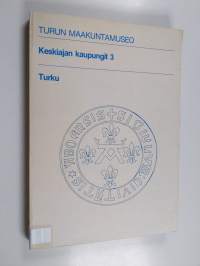 TURUN MAAKUNTAMUSEO
Keskiajan kaupungit 3
Turku